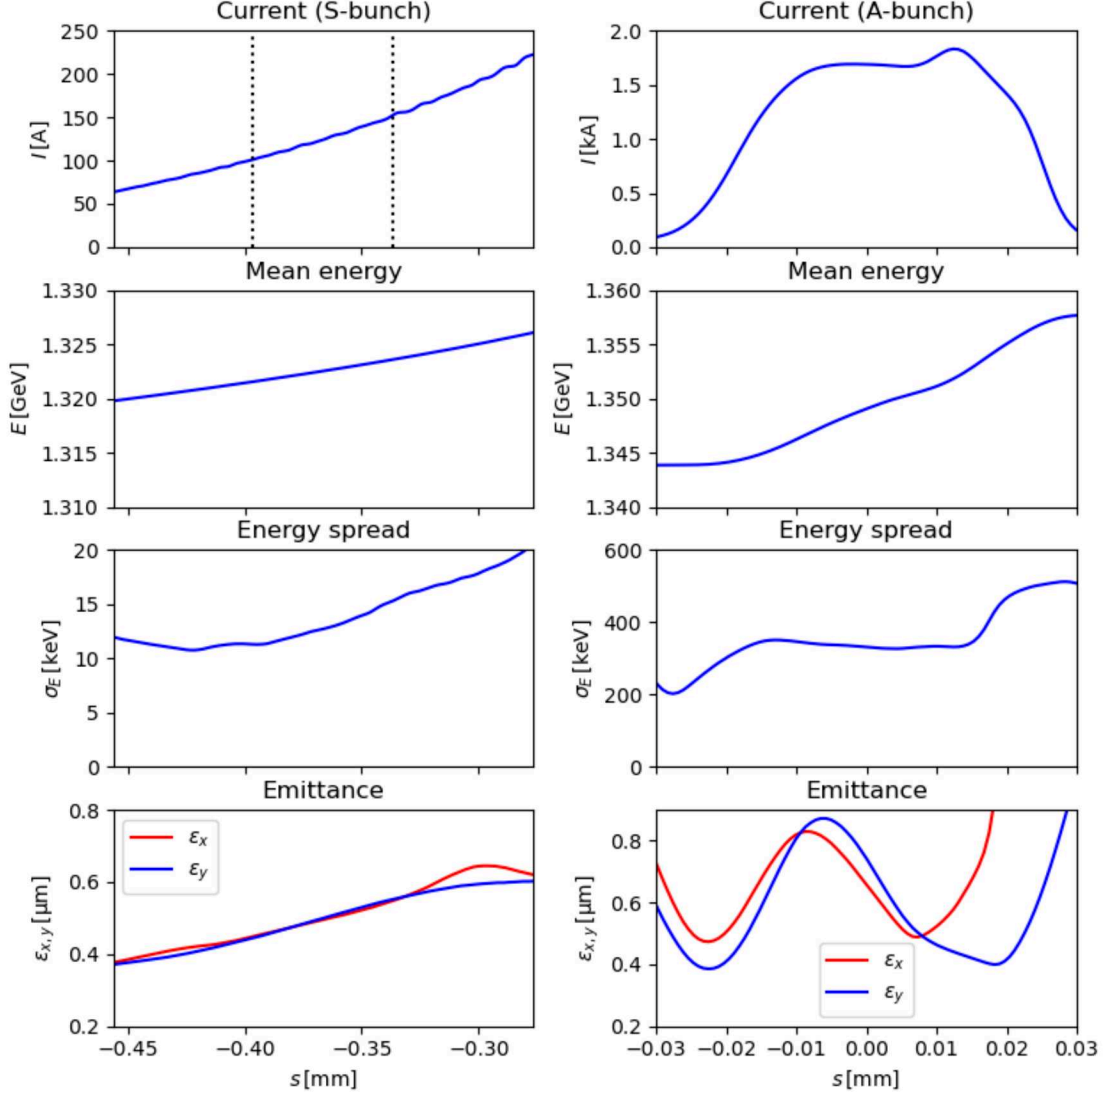 Current (S-bunch)
250
200
150
100
50
0
I [A]
Current (A-bunch)
2.0
1.5
1.0
0.5
0.0
I [kA]
Mean energy
1.330
1.325
1.320
1.315
1.310
E [GeV]
Mean energy
1.360
1.355
1.350
1.345
1.340
E [GeV]
Energy spread
20
15
10
5
0
σE [keV]
Energy spread
600
400
200
0
σE [keV]
Emittance
0.8
0.6
0.4
0.2
εx,y [μm]
εx
εy
−0.45 −0.40 −0.35 −0.30
s [mm]
Emittance
0.8
0.6
0.4
0.2
εx,y [μm]
εx
εy
−0.03 −0.02 −0.01 0.00 0.01 0.02 0.03
s [mm]